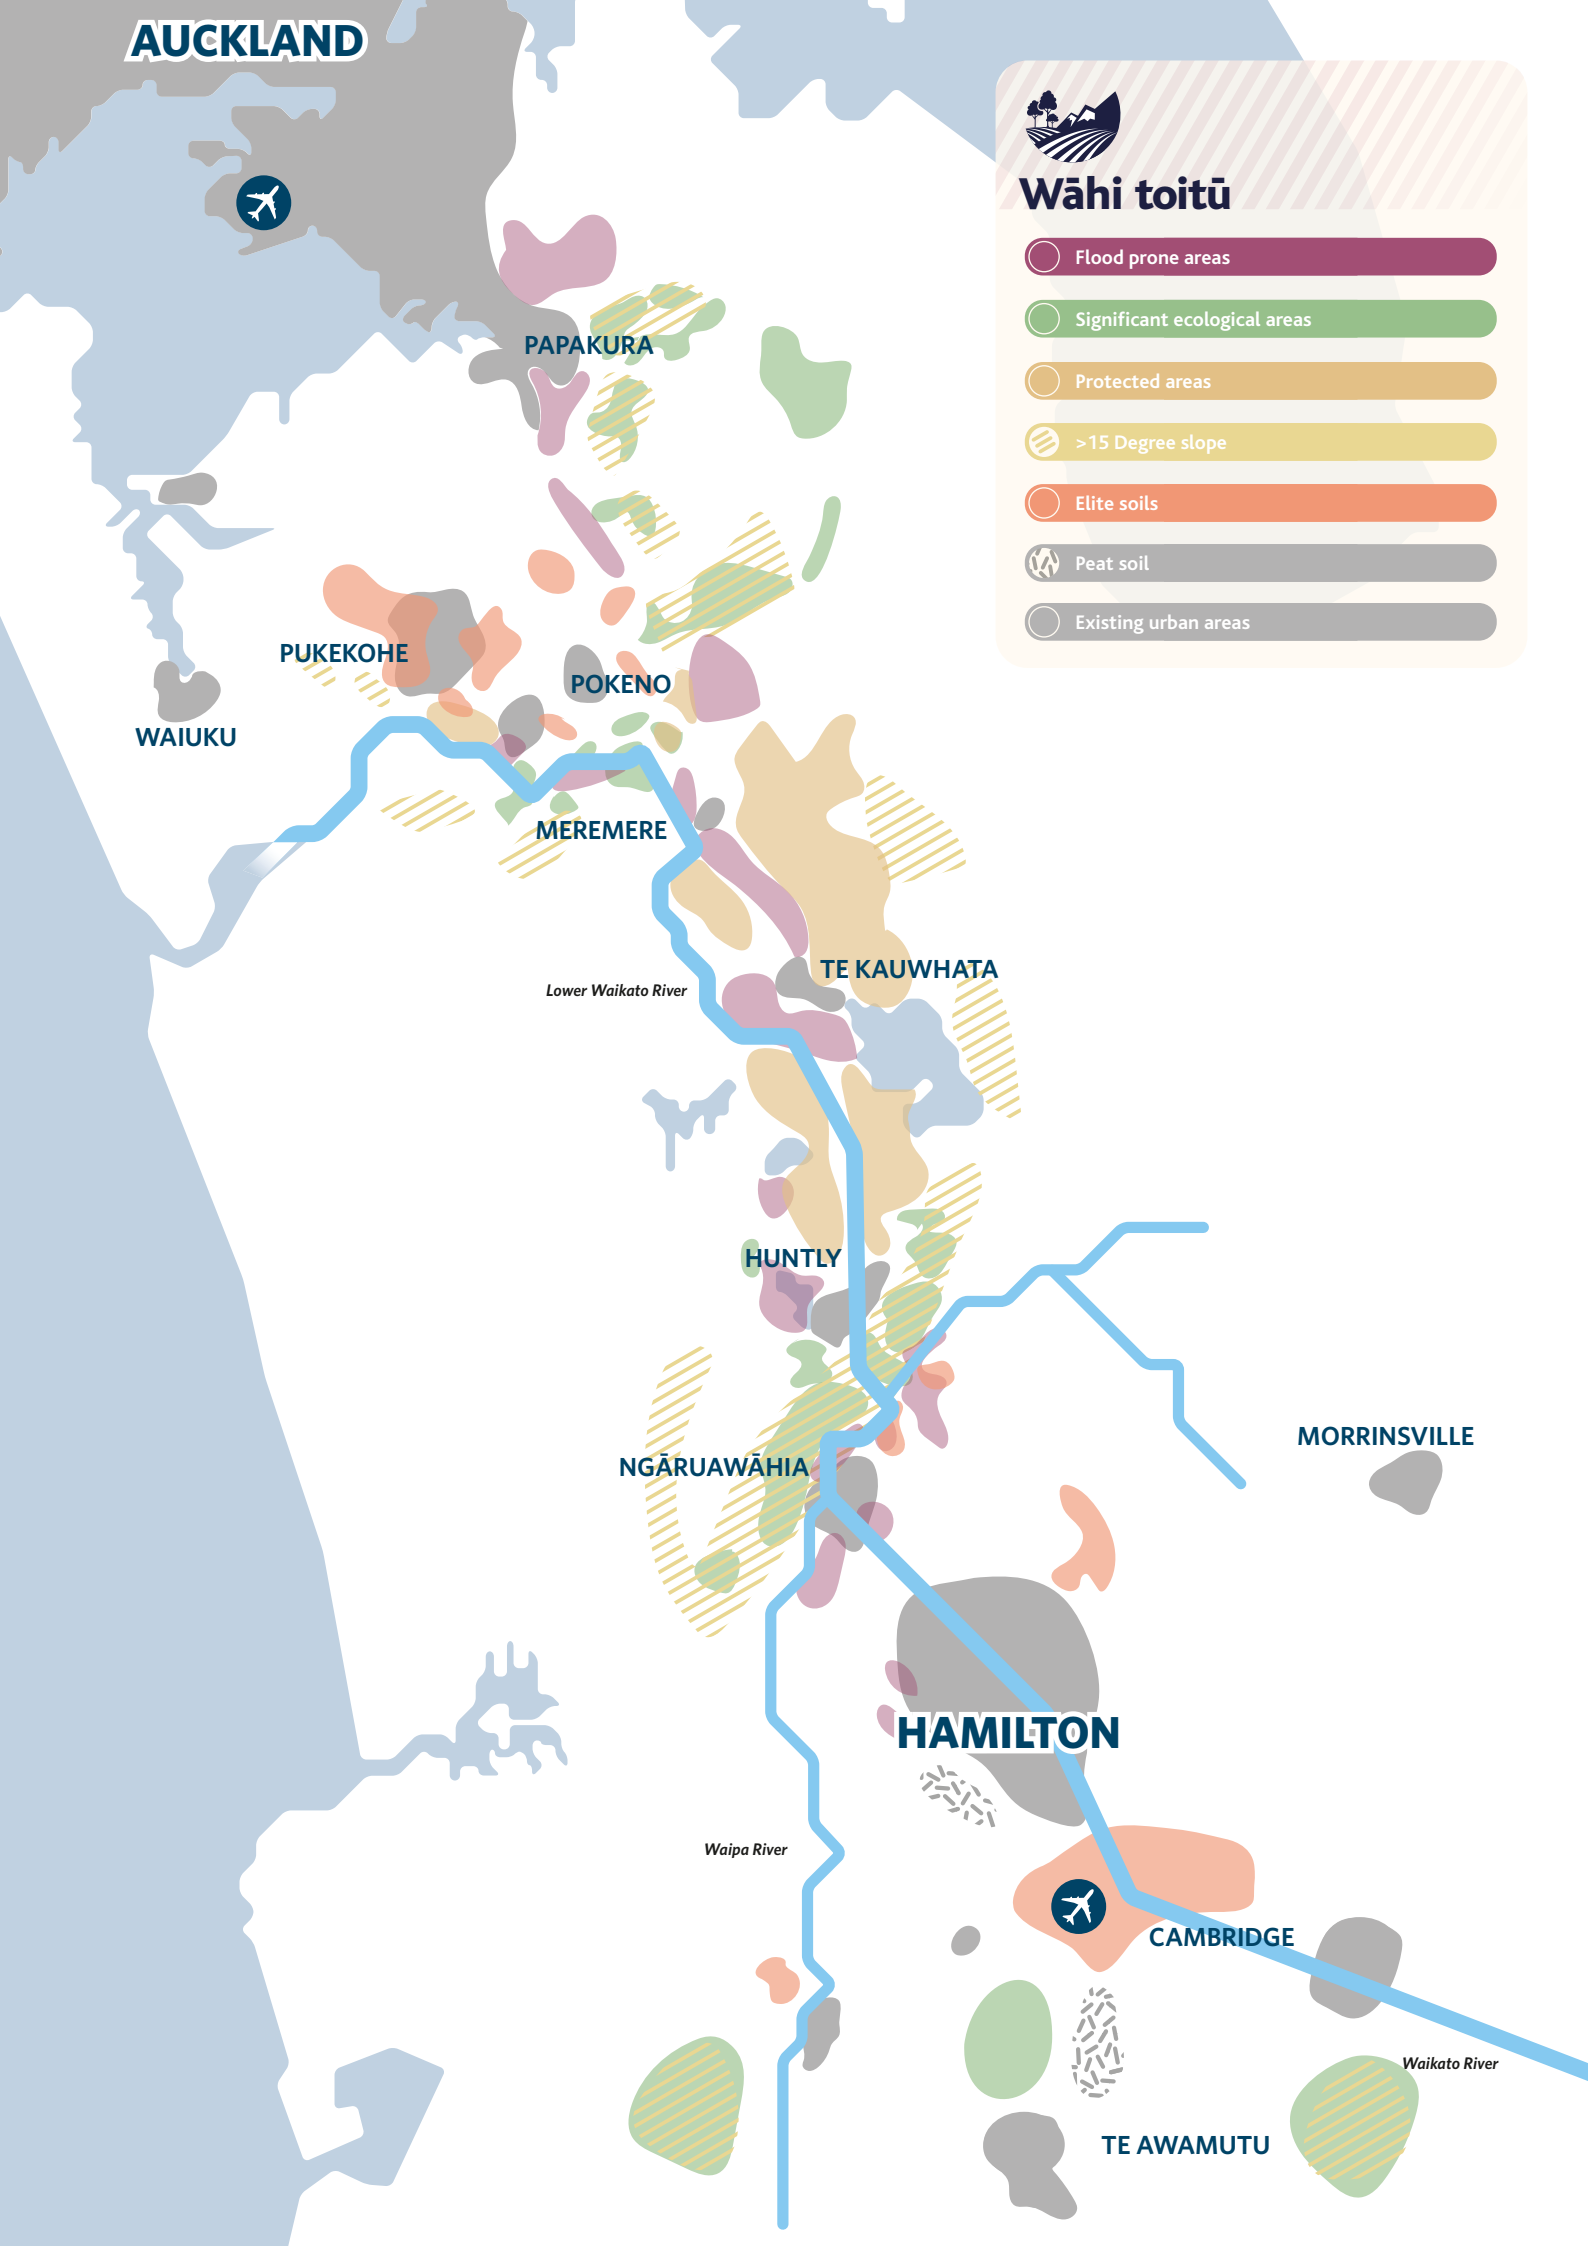 AUCKLAND
Wāhi toitū
Flood prone areas
Significant ecological areas
Protected areas
>15 Degree slope
Elite soils
Peat soil
Existing urban areas
PAPAKURA
PUKEKOHE
POKENO
WAIUKU
MEREMERE
TE KAUWHATA
Lower Waikato River
HUNTLY
MORRINSVILLE
NGĀRUAWĀHIA
HAMILTON
Waipa River
CAMBRIDGE
Waikato River
TE AWAMUTU